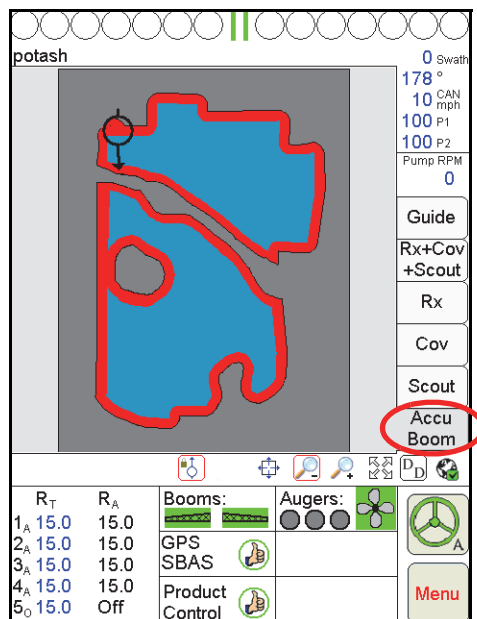 potash
0 Swath
178 °
10 CAN mph
100 P1
100 P2
Pump RPM
0
Guide
Rx+Cov
+Scout
Rx
Cov
Scout
Accu
Boom
DD
RT RA
1A 15.0 15.0
2A 15.0 15.0
3A 15.0 15.0
4A 15.0 15.0
5O 15.0 Off
Booms:
GPS
SBAS
Product
Control
Augers:
A
Menu